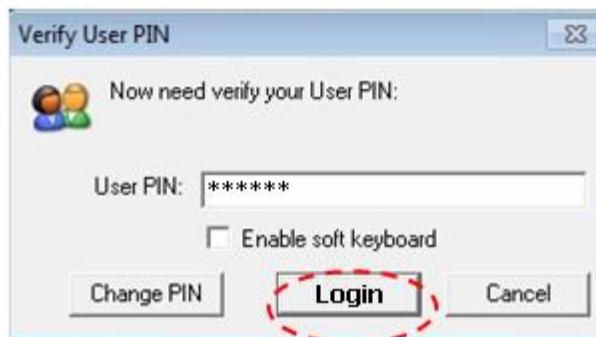 Verify User PIN
Now need verify your User PIN:
User PIN: ******
Enable soft keyboard
Change PIN Login Cancel